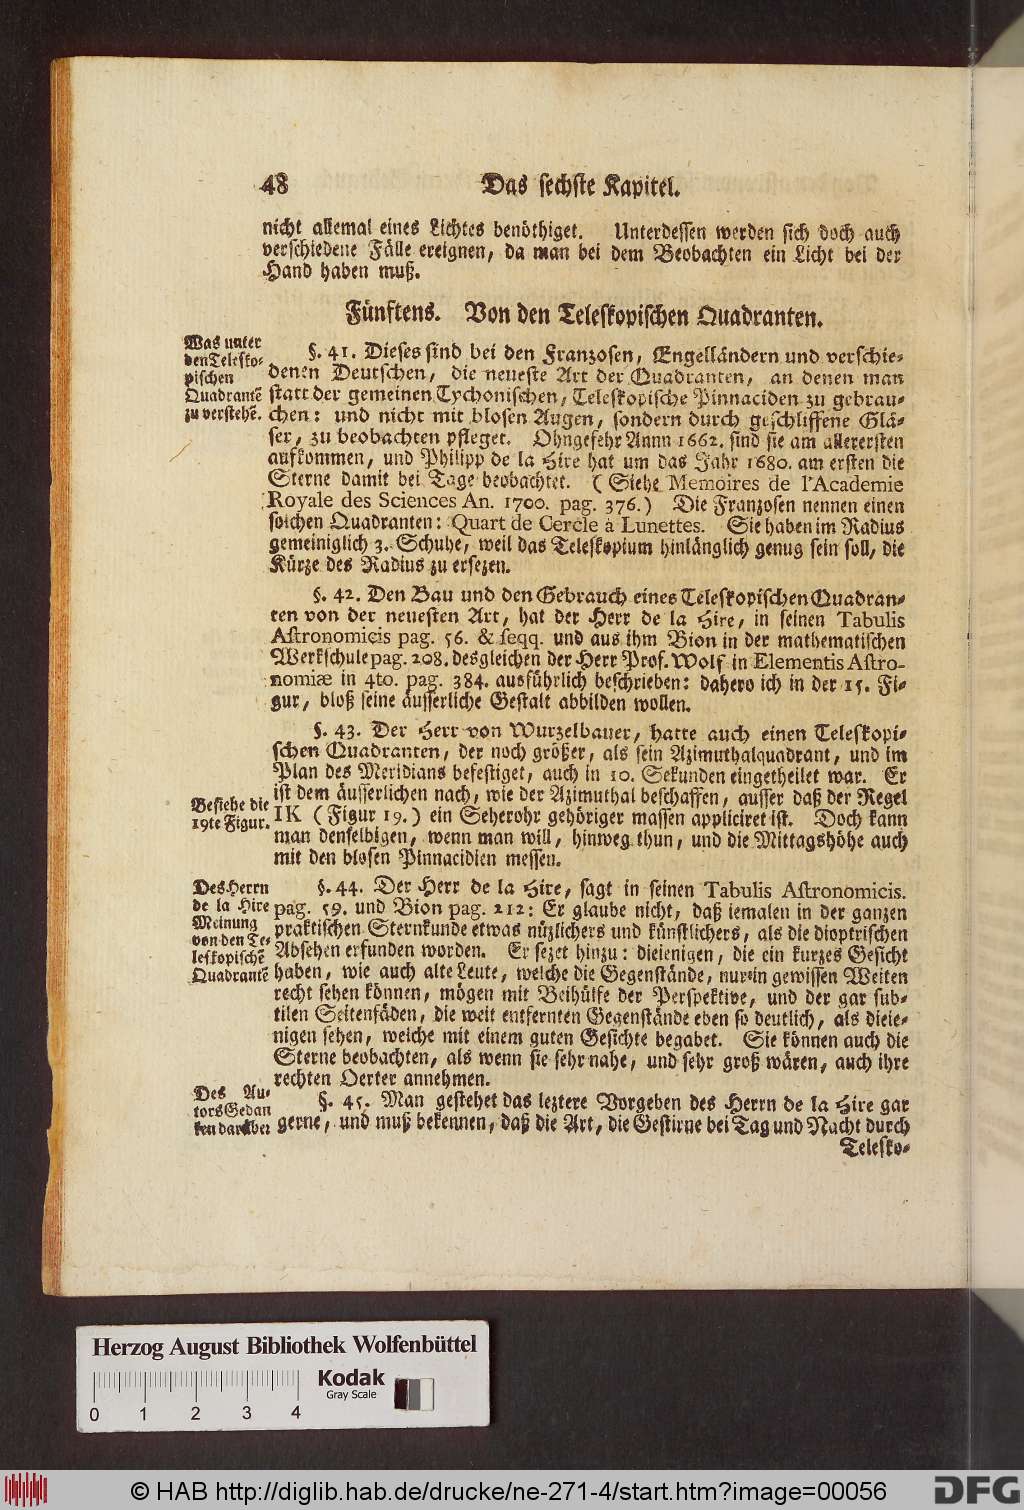 48 Das sechste Kapitel.
nicht allemal eines Lichtes benöthiget. Unterdessen werden sich doch auch
verschiedene Fälle ereignen, da man bei dem Beobachten ein Licht bei der
Hand haben muß.
Fünftens. Von den Teleskopischen Quadranten.
Was unter
den Telesko-
pischen
Quadrantē
zu verstehē.
§. 41. Dieses sind bei den Franzosen, Engelländern und verschie-
denen Deutschen, die neueste Art der Quadranten, an denen man
statt der gemeinen Tychonischen, Teleskopische Pinnaciden zu gebrau-
chen: und nicht mit blosen Augen, sondern durch geschliffene Glä-
ser, zu beobachten pfleget. Ohngefehr Annn 1662. sind sie am allerersten
aufkommen, und Philipp de la Hire hat um das Jahr 1680. am ersten die
Sterne damit bei Tage beobachtet. (Siehe Memoires de l'Academie
Royale des Sciences An. 1700. pag. 376.) Die Franzosen nennen einen
solchen Quadranten: Quart de Cercle à Lunettes. Sie haben im Radius
gemeiniglich 3. Schuhe, weil das Teleskopium hinlänglich genug sein soll, die
Kürze des Radius zu ersezen.
§. 42. Den Bau und den Gebrauch eines Teleskopischen Quadran-
ten von der neuesten Art, hat der Herr de la Hire, in seinen Tabulis
Astronomicis pag. 56. & seqq. und aus ihm Bion in der mathematischen
Werkschule pag. 208. desgleichen der Herr Prof. Wolf in Elementis Astro-
nomiæ in 4to. pag. 384. ausführlich beschrieben: dahero ich in der 15. Fi-
gur, bloß seine äusserliche Gestalt abbilden wollen.
§. 43. Der Herr von Wurzelbauer, hatte auch einen Teleskopi-
schen Quadranten, der noch größer, als sein Azimuthalquadrant, und im
Plan des Meridians befestiget, auch in 10. Sekunden eingetheilet war. Er
ist dem äusserlichen nach, wie der Azimuthal beschaffen, ausser daß der Regel
Besiehe die
19te Figur.
IK (Figur 19.) ein Seherohr gehöriger massen appliciret ist. Doch kann
man denselbigen, wenn man will, hinweg thun, und die Mittagshöhe auch
mit den blosen Pinnacidien messen.
Des Herrn
de la Hire
Meinung
von den Te-
leskopischē
Quadrantē
§. 44. Der Herr de la Hire, sagt in seinen Tabulis Astronomicis.
pag. 59. und Bion pag. 212: Er glaube nicht, daß iemalen in der ganzen
praktischen Sternkunde etwas nüzlichers und künstlichers, als die dioptrischen
Absehen erfunden worden. Er sezet hinzu: dieienigen, die ein kurzes Gesicht
haben, wie auch alte Leute, welche die Gegenstände, nur in gewissen Weiten
recht sehen können, mögen mit Beihülfe der Perspektive, und der gar sub-
tilen Seitenfäden, die weit entfernten Gegenstände eben so deutlich, als dieie-
nigen sehen, welche mit einem guten Gesichte begabet. Sie können auch die
Sterne beobachten, als wenn sie sehr nahe, und sehr groß wären, auch ihre
rechten Oerter annehmen.
Des Au-
tors Gedan
ken darüber
§. 45. Man gestehet das leztere Vorgeben des Herrn de la Hire gar
gerne, und muß bekennen, daß die Art, die Gestirne bei Tag und Nacht durch
Telesko-
Herzog August Bibliothek Wolfenbüttel
Kodak
Gray Scale
0 1 2 3 4
© HAB http://diglib.hab.de/drucke/ne-271-4/start.htm?image=00056
DFG